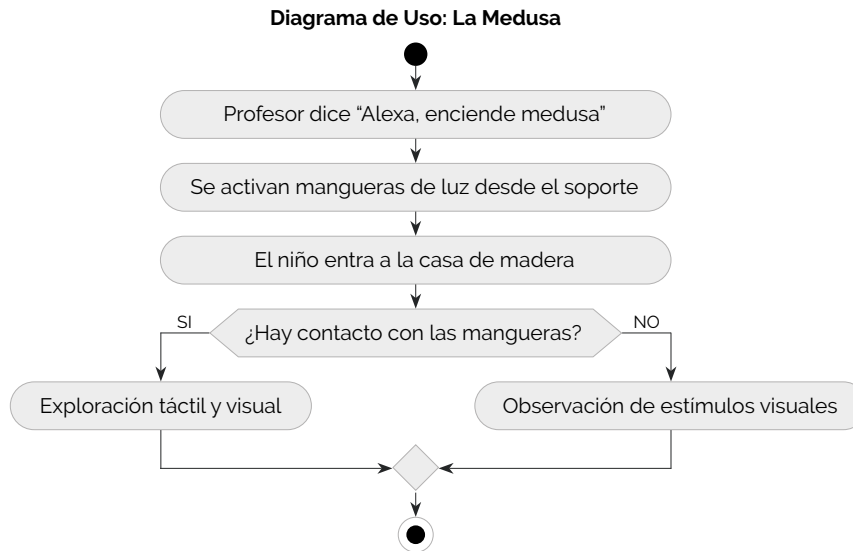 Diagrama de Uso: La Medusa
Profesor dice “Alexa, enciende medusa”
Se activan mangueras de luz desde el soporte
El niño entra a la casa de madera
¿Hay contacto con las mangueras?
SI
NO
Exploración táctil y visual
Observación de estímulos visuales